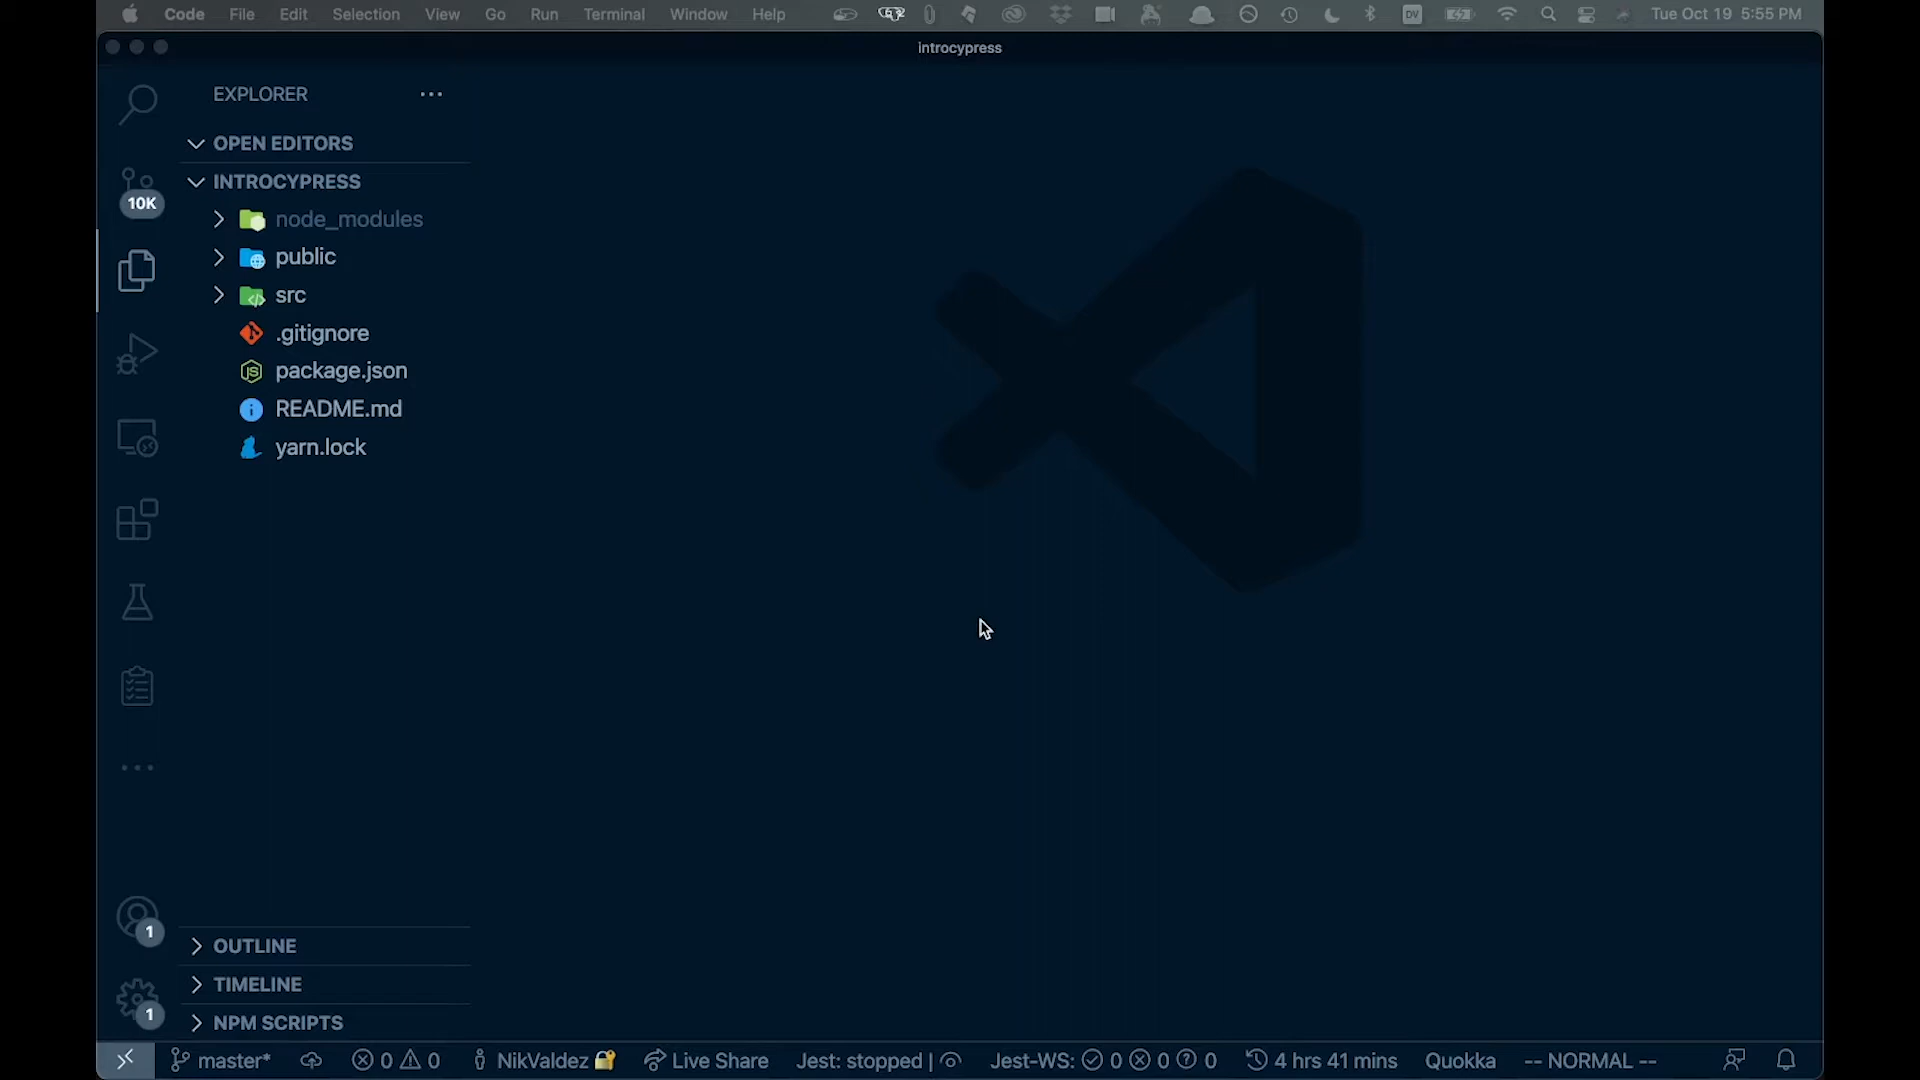 Code File Edit Selection View Go Run Terminal Window Help DV Tue Oct 19 5:55 PM
introcypress
EXPLORER
OPEN EDITORS
INTROCYPRESS
10K
node_modules
public
src
.gitignore
package.json
README.md
yarn.lock
1
OUTLINE
TIMELINE
1
NPM SCRIPTS
master* 0 0 NikValdez Live Share Jest: stopped | Jest-WS: 0 0 0 4 hrs 41 mins Quokka -- NORMAL --